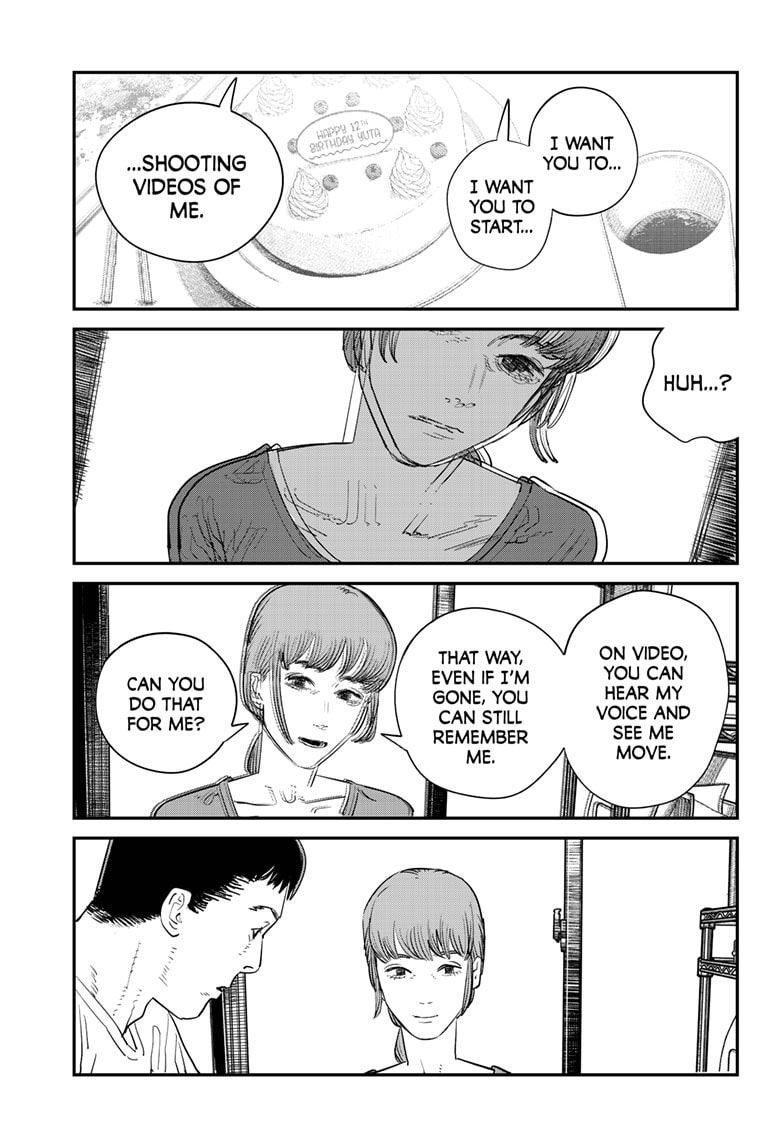 I WANT
YOU TO...
I WANT
YOU TO
START...
...SHOOTING
VIDEOS OF
ME.
HAPPY 12TH
BIRTHDAY YUTA
HUH...?
ON VIDEO,
YOU CAN
HEAR MY
VOICE AND
SEE ME
MOVE.
THAT WAY,
EVEN IF I'M
GONE, YOU
CAN STILL
REMEMBER
ME.
CAN YOU
DO THAT
FOR ME?